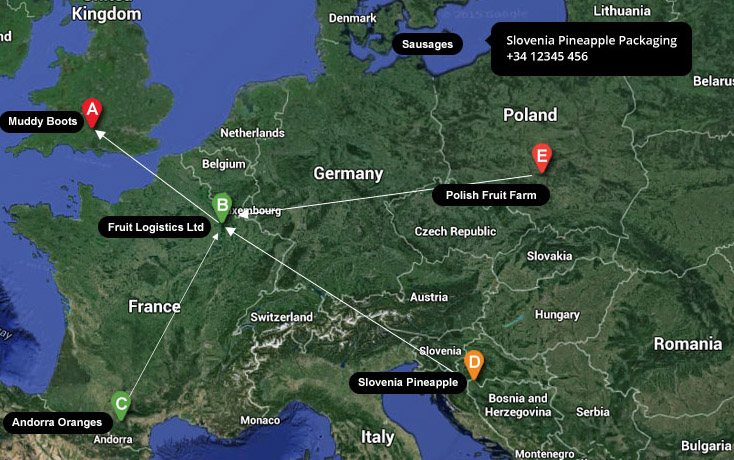 United
Kingdom
Denmark
© 2015 Google
Lithuania
Sausages
Slovenia Pineapple Packaging
+34 12345 456
Belarus
Poland
A
Muddy Boots
Netherlands
Belgium
Germany
E
Polish Fruit Farm
B
Fruit Logistics Ltd
Czech Republic
Slovakia
France
Switzerland
Austria
Hungary
Romania
Slovenia
D
Slovenia Pineapple
C
Andorra Oranges
Andorra
Monaco
Italy
Bosnia and
Herzegovina
Serbia
Montenegro
Bulgaria